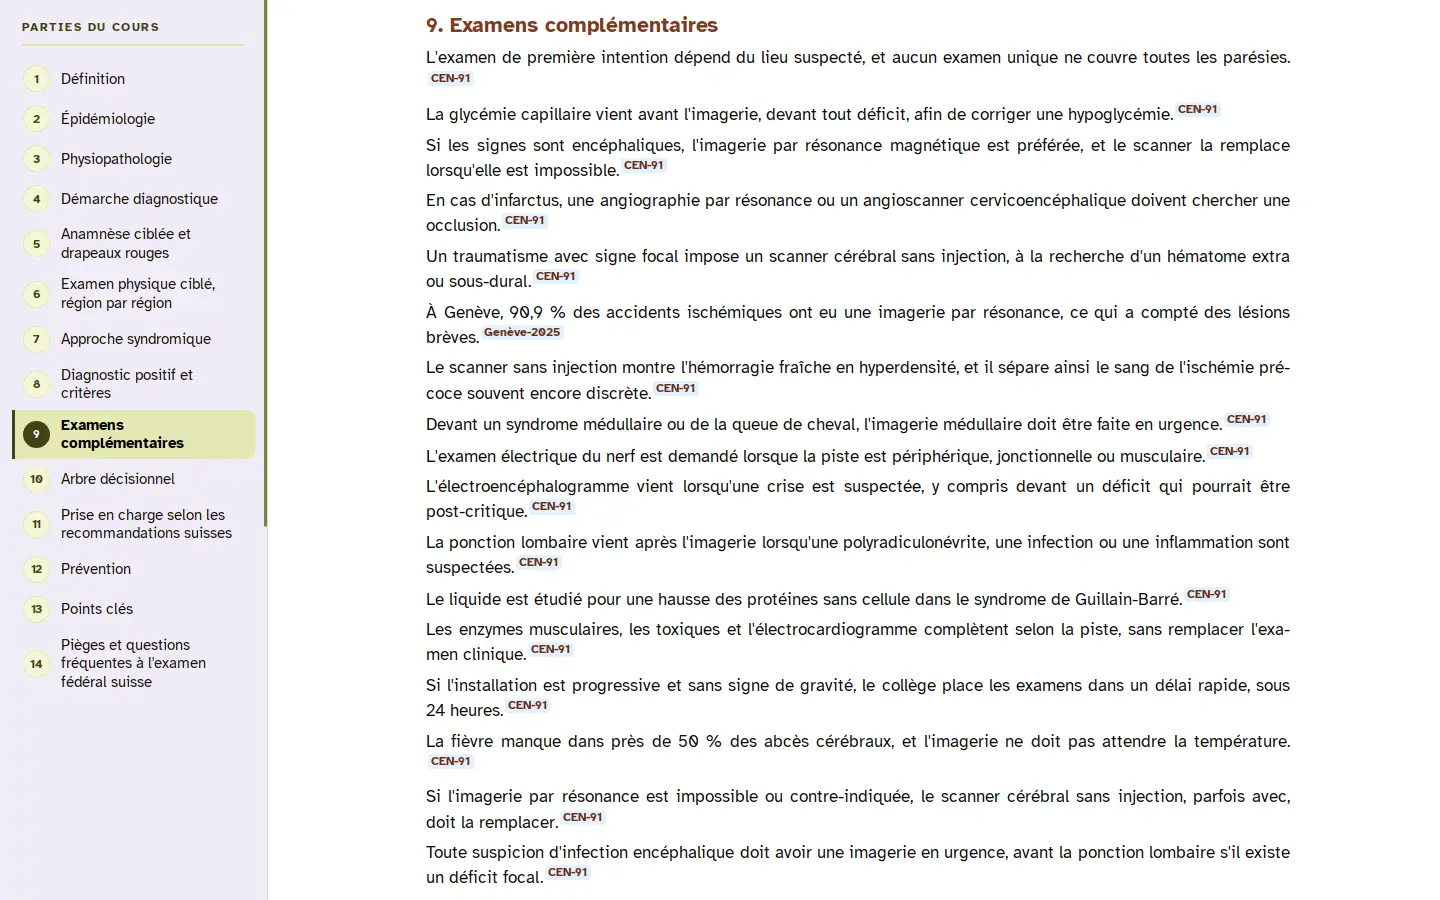 PARTIES DU COURS
1 Définition
2 Épidémiologie
3 Physiopathologie
4 Démarche diagnostique
5 Anamnèse ciblée et
drapeaux rouges
6 Examen physique ciblé,
région par région
7 Approche syndromique
8 Diagnostic positif et
critères
9 Examens
complémentaires
10 Arbre décisionnel
11 Prise en charge selon les
recommandations suisses
12 Prévention
13 Points clés
14 Pièges et questions
fréquentes à l'examen
fédéral suisse
9. Examens complémentaires
L'examen de première intention dépend du lieu suspecté, et aucun examen unique ne couvre toutes les parésies.
CEN-91
La glycémie capillaire vient avant l'imagerie, devant tout déficit, afin de corriger une hypoglycémie. CEN-91
Si les signes sont encéphaliques, l'imagerie par résonance magnétique est préférée, et le scanner la remplace
lorsqu'elle est impossible. CEN-91
En cas d'infarctus, une angiographie par résonance ou un angioscanner cervicoencéphalique doivent chercher une
occlusion. CEN-91
Un traumatisme avec signe focal impose un scanner cérébral sans injection, à la recherche d'un hématome extra
ou sous-dural. CEN-91
À Genève, 90,9 % des accidents ischémiques ont eu une imagerie par résonance, ce qui a compté des lésions
brèves. Genève-2025
Le scanner sans injection montre l'hémorragie fraîche en hyperdensité, et il sépare ainsi le sang de l'ischémie pré-
coce souvent encore discrète. CEN-91
Devant un syndrome médullaire ou de la queue de cheval, l'imagerie médullaire doit être faite en urgence. CEN-91
L'examen électrique du nerf est demandé lorsque la piste est périphérique, jonctionnelle ou musculaire. CEN-91
L'électroencéphalogramme vient lorsqu'une crise est suspectée, y compris devant un déficit qui pourrait être
post-critique. CEN-91
La ponction lombaire vient après l'imagerie lorsqu'une polyradiculonévrite, une infection ou une inflammation sont
suspectées. CEN-91
Le liquide est étudié pour une hausse des protéines sans cellule dans le syndrome de Guillain-Barré. CEN-91
Les enzymes musculaires, les toxiques et l'électrocardiogramme complètent selon la piste, sans remplacer l'exa-
men clinique. CEN-91
Si l'installation est progressive et sans signe de gravité, le collège place les examens dans un délai rapide, sous
24 heures. CEN-91
La fièvre manque dans près de 50 % des abcès cérébraux, et l'imagerie ne doit pas attendre la température.
CEN-91
Si l'imagerie par résonance est impossible ou contre-indiquée, le scanner cérébral sans injection, parfois avec,
doit la remplacer. CEN-91
Toute suspicion d'infection encéphalique doit avoir une imagerie en urgence, avant la ponction lombaire s'il existe
un déficit focal. CEN-91